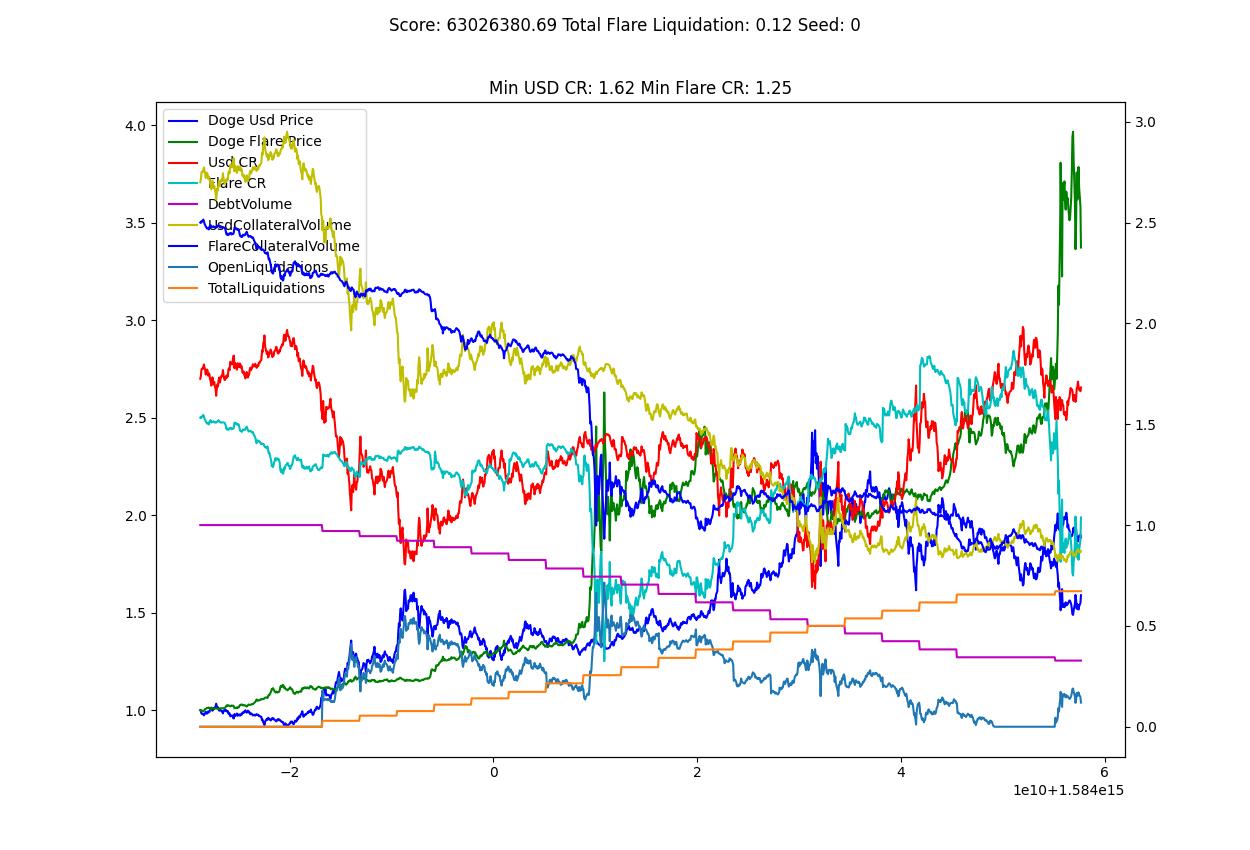 Score: 63026380.69 Total Flare Liquidation: 0.12 Seed: 0
Min USD CR: 1.62 Min Flare CR: 1.25
Doge Usd Price
Doge Flare Price
Usd CR
Flare CR
DebtVolume
UsdCollateralVolume
FlareCollateralVolume
OpenLiquidations
TotalLiquidations
4.0
3.5
3.0
2.5
2.0
1.5
1.0
3.0
2.5
2.0
1.5
1.0
0.5
0.0
−2 0 2 4 6
1e10+1.584e15